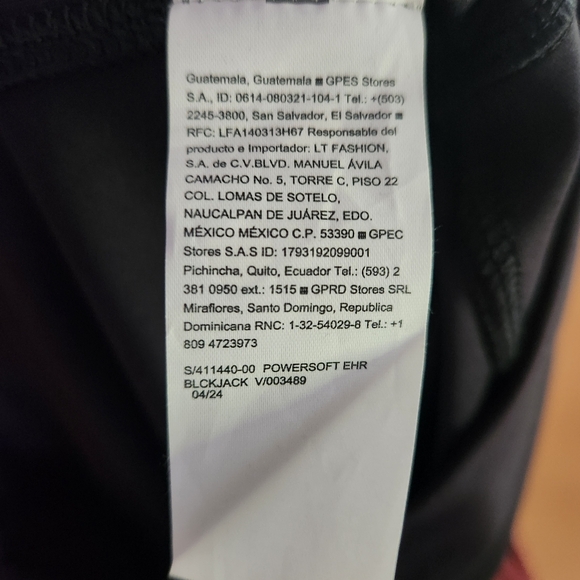 Guatemala, Guatemala ■ GPES Stores
S.A., ID: 0614-080321-104-1 Tel.: +(503)
2245-3800, San Salvador, El Salvador ■
RFC: LFA140313H67 Responsable del
producto e Importador: LT FASHION,
S.A. de C.V.BLVD. MANUEL ÁVILA
CAMACHO No. 5, TORRE C, PISO 22
COL. LOMAS DE SOTELO,
NAUCALPAN DE JUÁREZ, EDO.
MÉXICO MÉXICO C.P. 53390 ■ GPEC
Stores S.A.S ID: 1793192099001
Pichincha, Quito, Ecuador Tel.: (593) 2
381 0950 ext.: 1515 ■ GPRD Stores SRL
Miraflores, Santo Domingo, Republica
Dominicana RNC: 1-32-54029-8 Tel.: +1
809 4723973
S/411440-00 POWERSOFT EHR
BLCKJACK V/003489
04/24